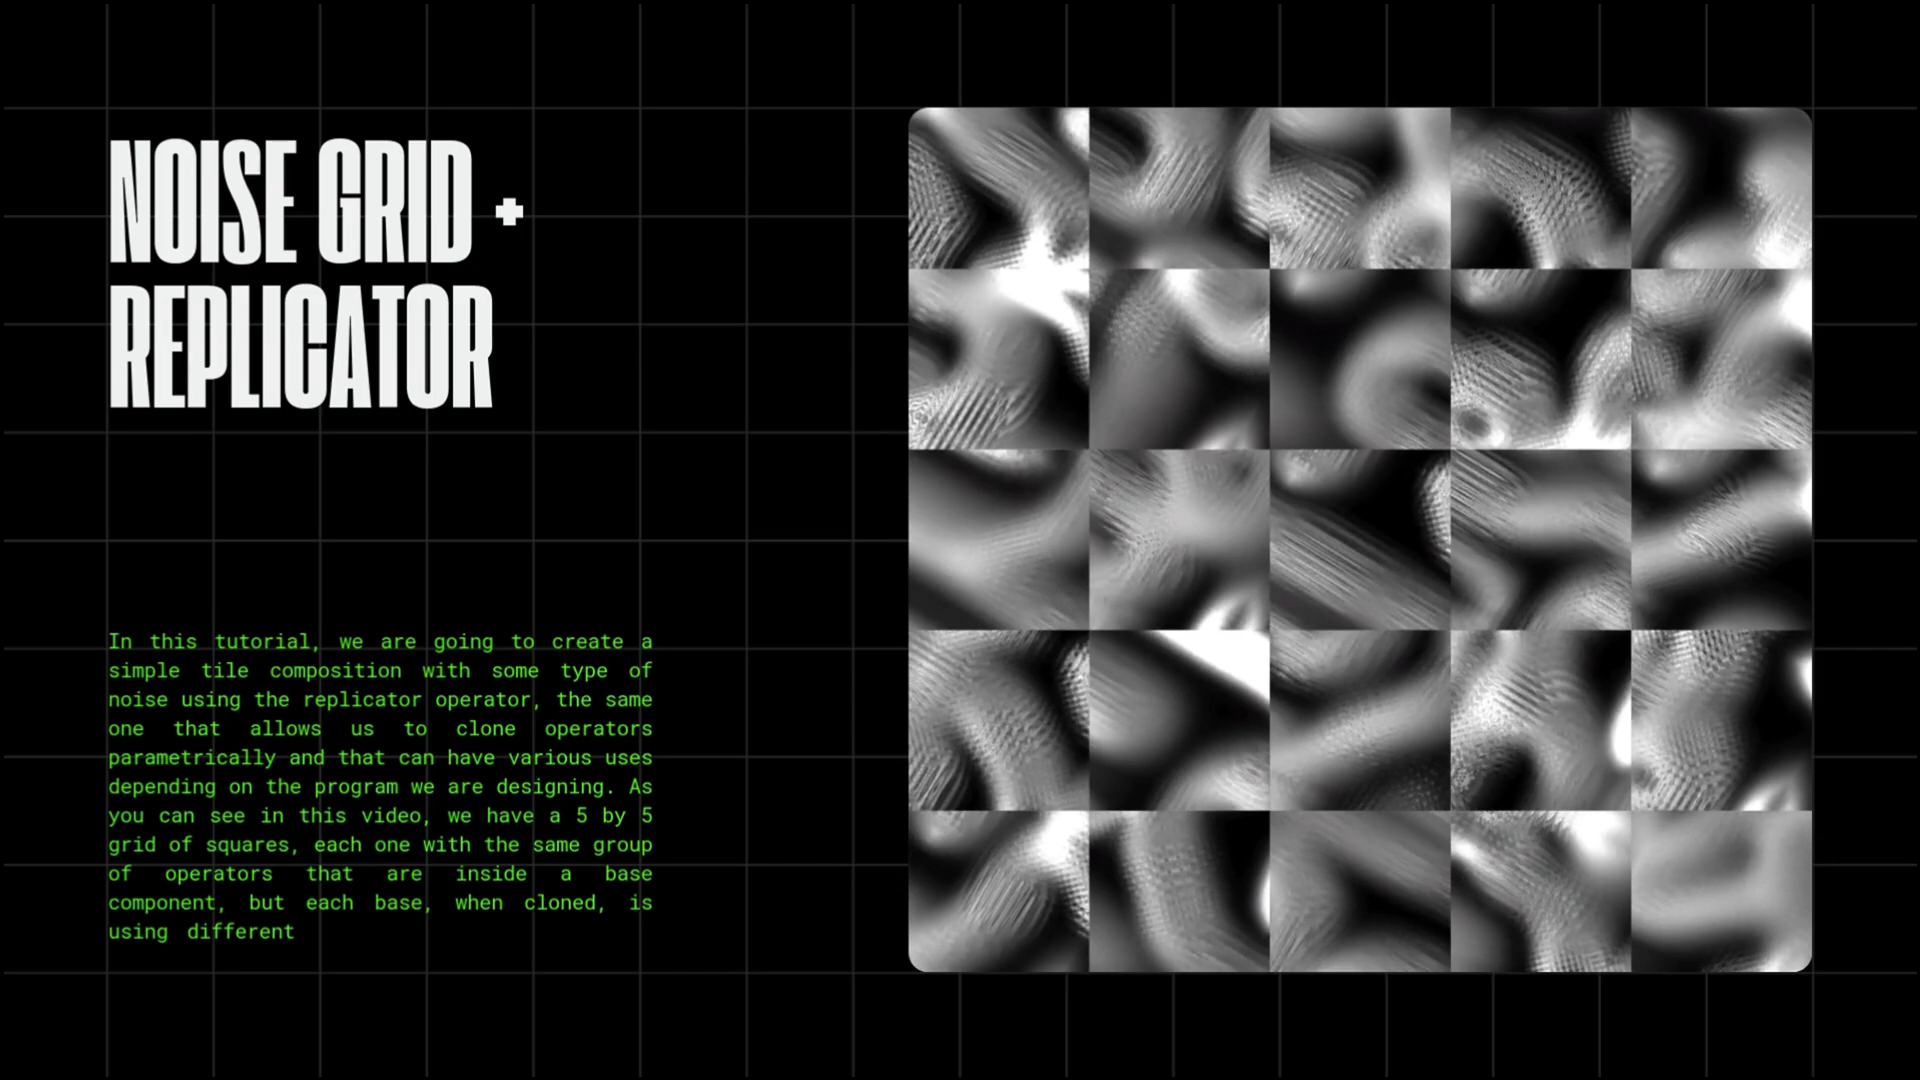 NOISE GRID +
REPLICATOR
In this tutorial, we are going to create a
simple tile composition with some type of
noise using the replicator operator, the same
one that allows us to clone operators
parametrically and that can have various uses
depending on the program we are designing. As
you can see in this video, we have a 5 by 5
grid of squares, each one with the same group
of operators that are inside a base
component, but each base, when cloned, is
using different